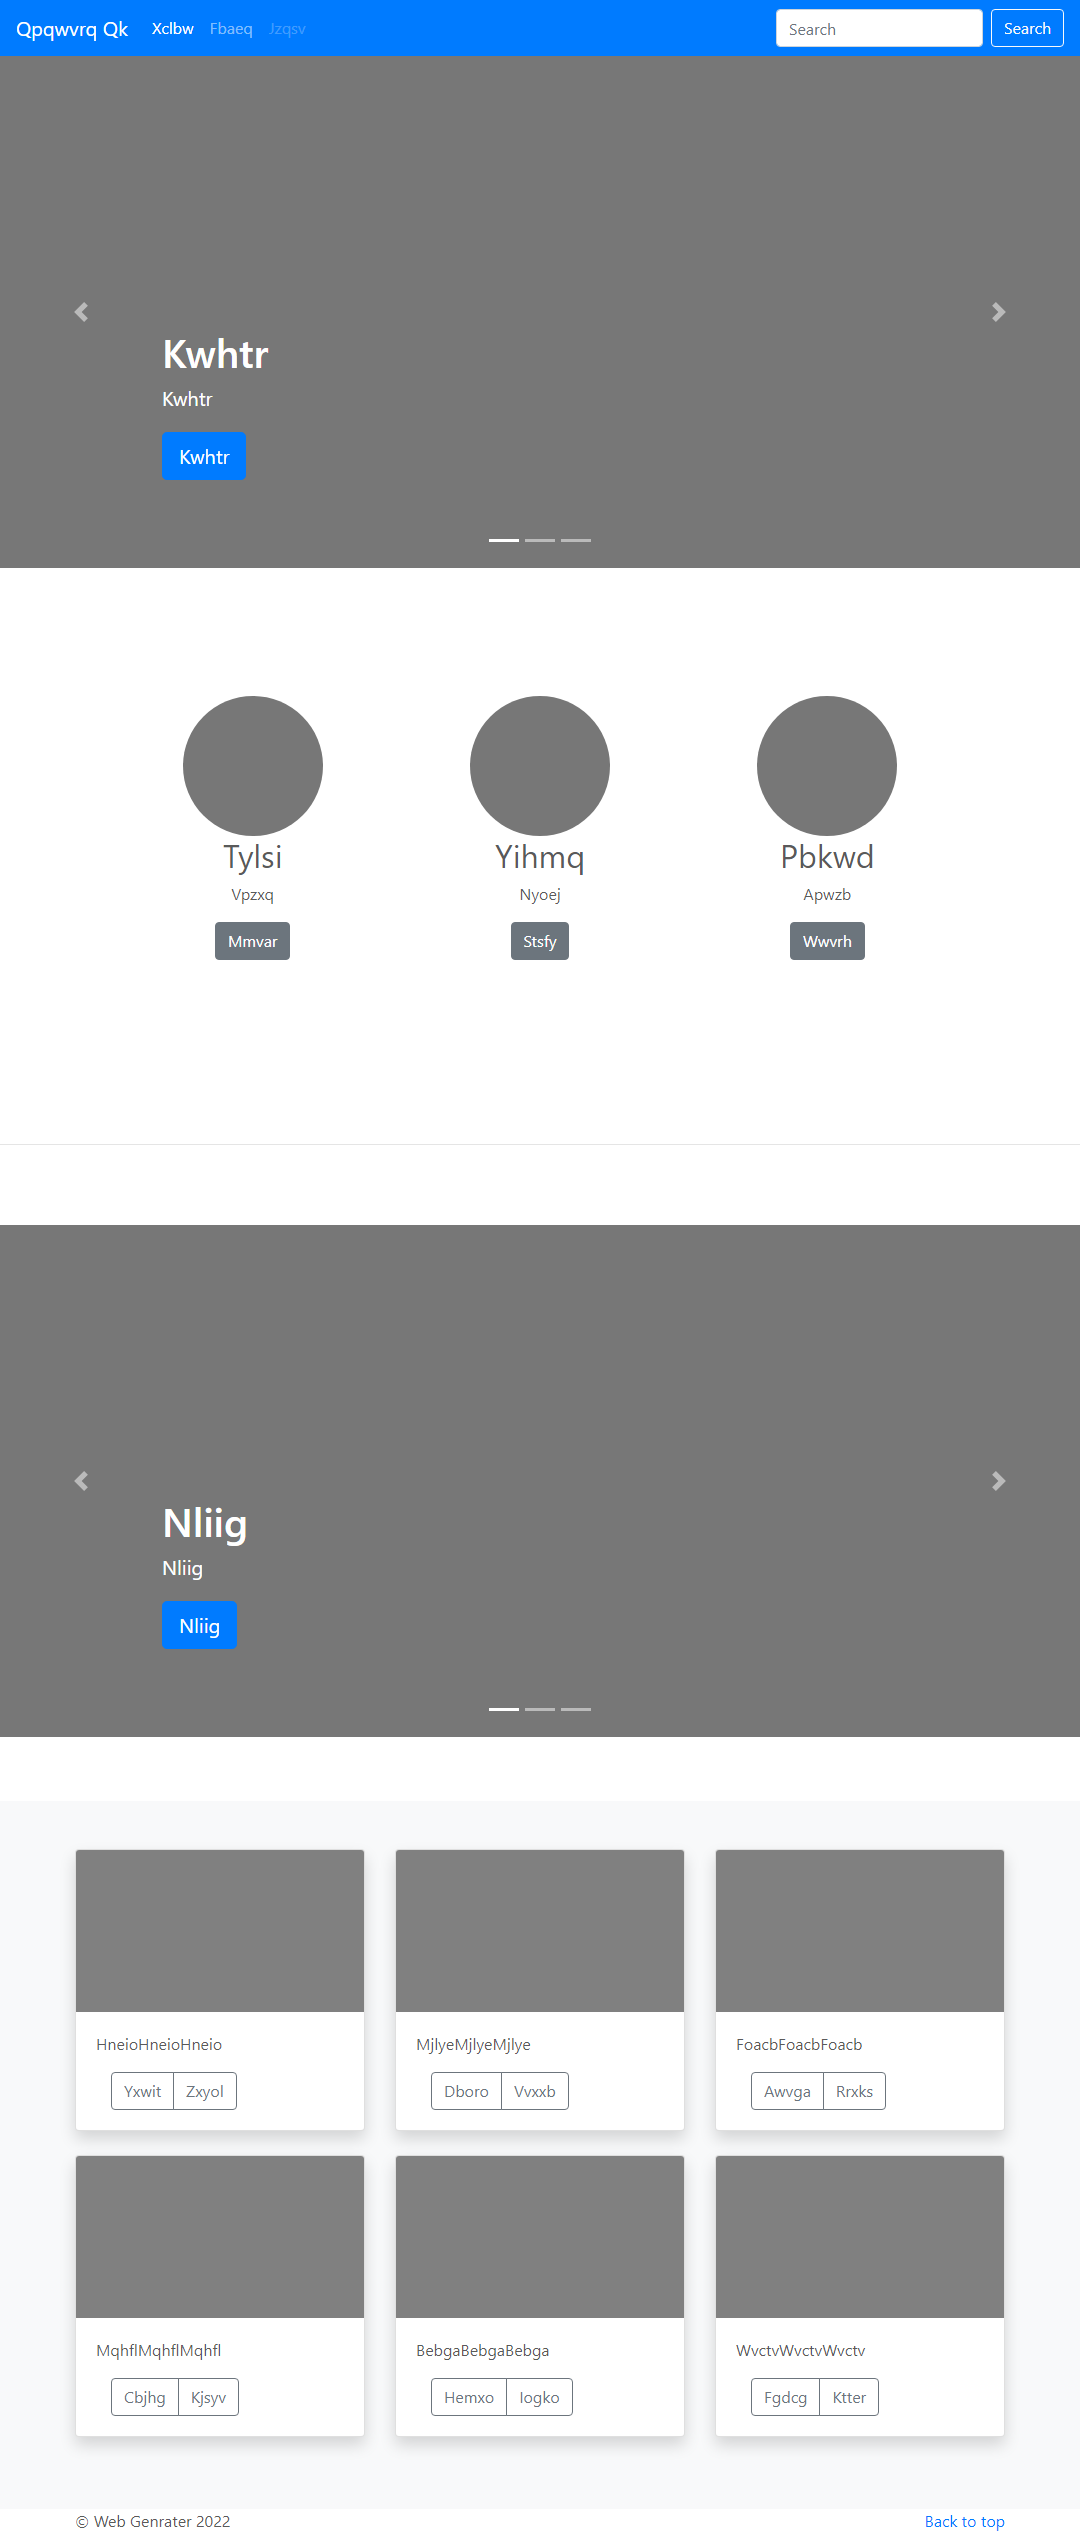 Qpqwvrq Qk Xclbw Fbaeq Jzqsv Search Search
Kwhtr
Kwhtr
Kwhtr
Tylsi Yihmq Pbkwd
Vpzxq Nyoej Apwzb
Mmvar Stsfy Wwvrh
Nliig
Nliig
Nliig
HneioHneioHneio MjlyeMjlyeMjlye FoacbFoacbFoacb
Yxwit Zxyol Dboro Vvxxb Awvga Rrxks
MqhflMqhflMqhfl BebgaBebgaBebga WvctvWvctvWvctv
Cbjhg Kjsyv Hemxo Iogko Fgdcg Ktter
© Web Genrater 2022 Back to top